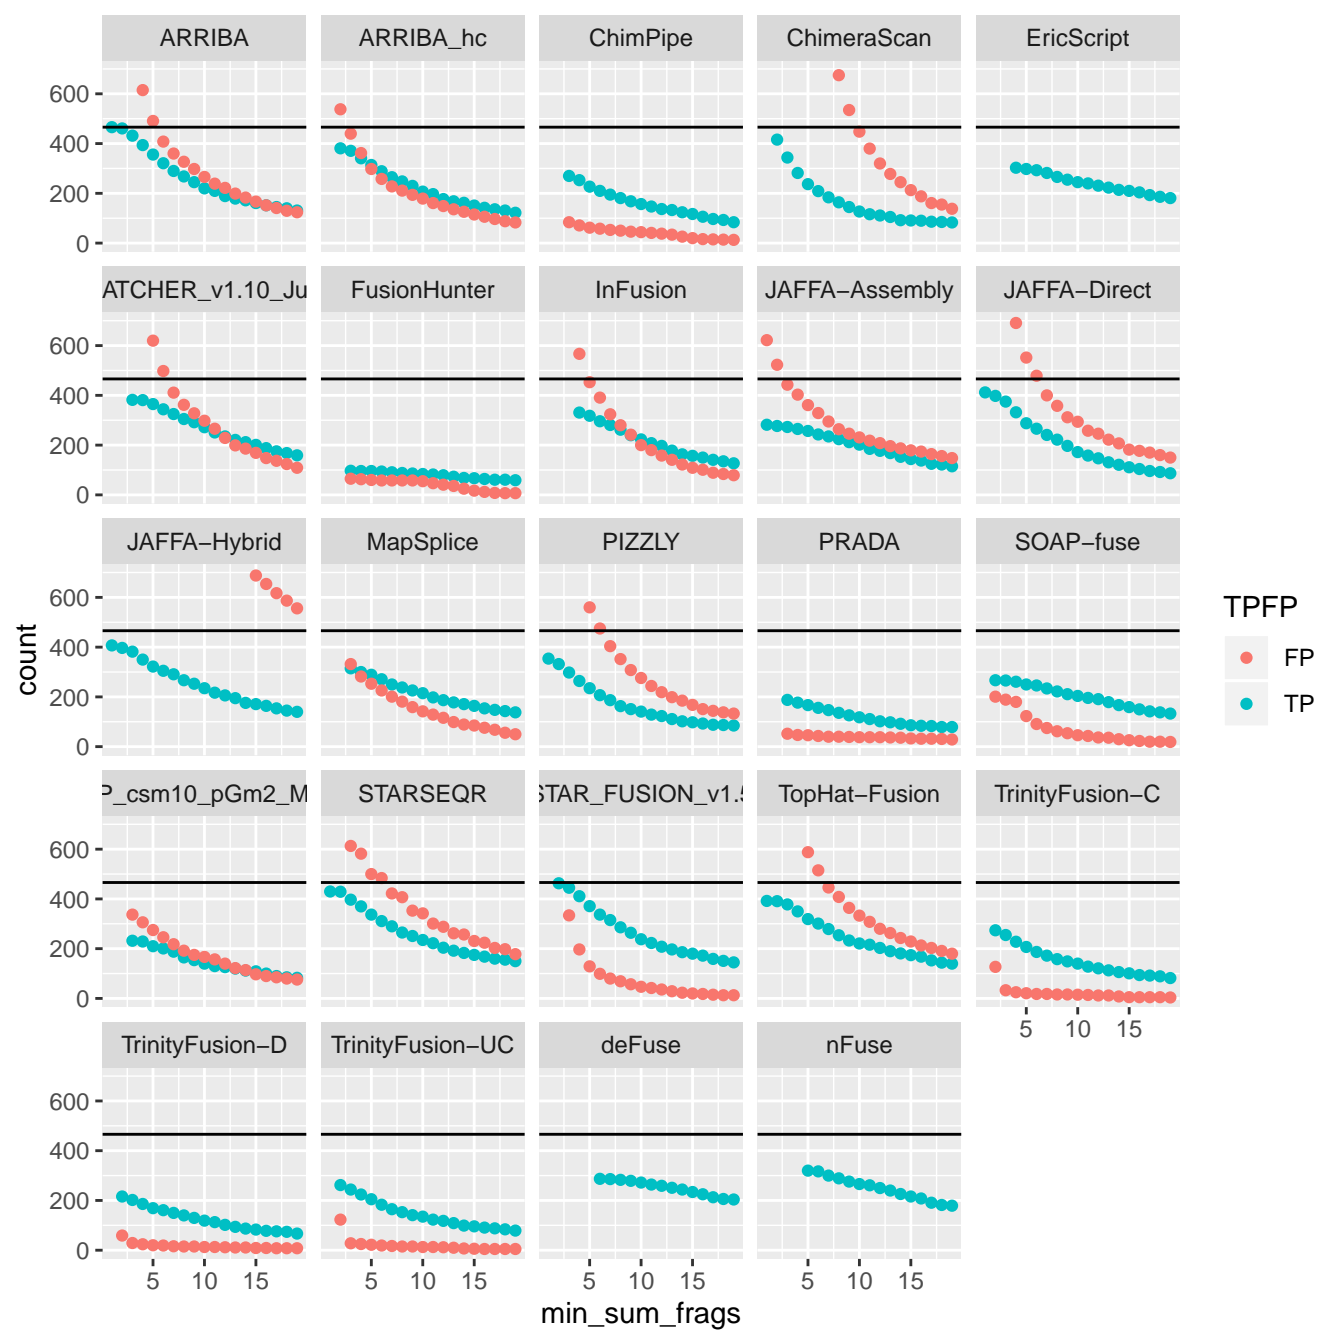 ARRIBA ARRIBA_hc ChimPipe ChimeraScan EricScript
600
400
200
0
ATCHER_v1.10_Ju FusionHunter InFusion JAFFA−Assembly JAFFA−Direct
600
400
200
0
JAFFA−Hybrid MapSplice PIZZLY PRADA SOAP−fuse
600
400
200
0
count
TPFP
FP
TP
P_csm10_pGm2_M STARSEQR STAR_FUSION_v1.5 TopHat−Fusion TrinityFusion−C
600
400
200
0
5 10 15
TrinityFusion−D TrinityFusion−UC deFuse nFuse
600
400
200
0
5 10 15 5 10 15 5 10 15 5 10 15
min_sum_frags